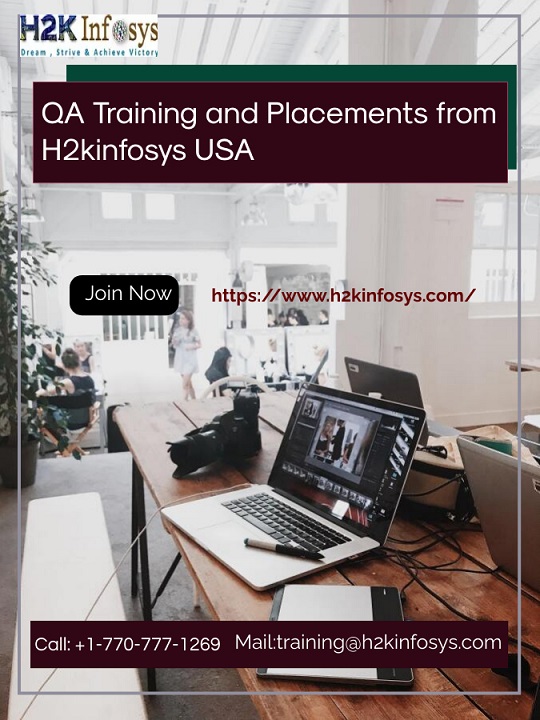 H2K Infosys
Dream , Strive & Achieve Victory
QA Training and Placements from
H2kinfosys USA
Join Now
https://www.h2kinfosys.com/
Call: +1-770-777-1269 Mail:training@h2kinfosys.com